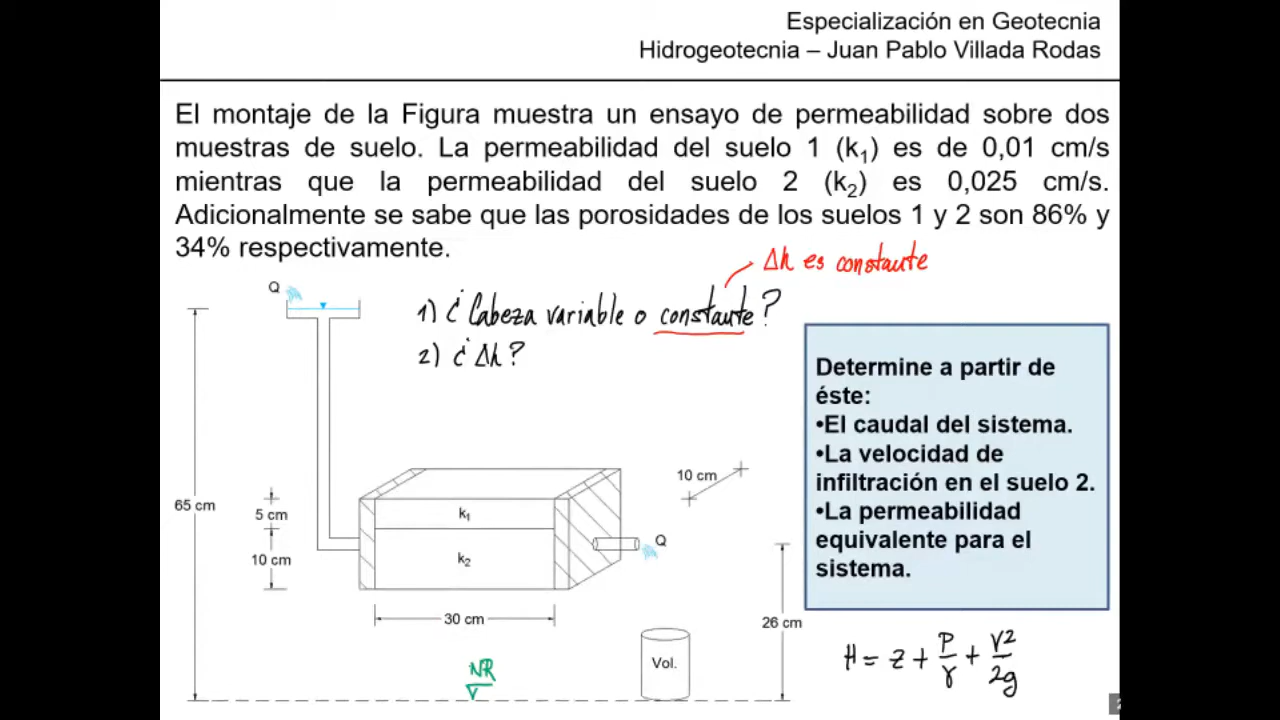 Especialización en Geotecnia
Hidrogeotecnia – Juan Pablo Villada Rodas
El montaje de la Figura muestra un ensayo de permeabilidad sobre dos
muestras de suelo. La permeabilidad del suelo 1 (k₁) es de 0,01 cm/s
mientras que la permeabilidad del suelo 2 (k₂) es 0,025 cm/s.
Adicionalmente se sabe que las porosidades de los suelos 1 y 2 son 86% y
34% respectivamente.
Δh es constante
Q
1) ¿Cabeza variable o constante?
2) ¿Δh?
Determine a partir de
éste:
•El caudal del sistema.
•La velocidad de
infiltración en el suelo 2.
•La permeabilidad
equivalente para el
sistema.
10 cm
65 cm
5 cm
k₁
Q
10 cm
k₂
30 cm
26 cm
Vol.
NR
H = z + P/γ + V²/2g